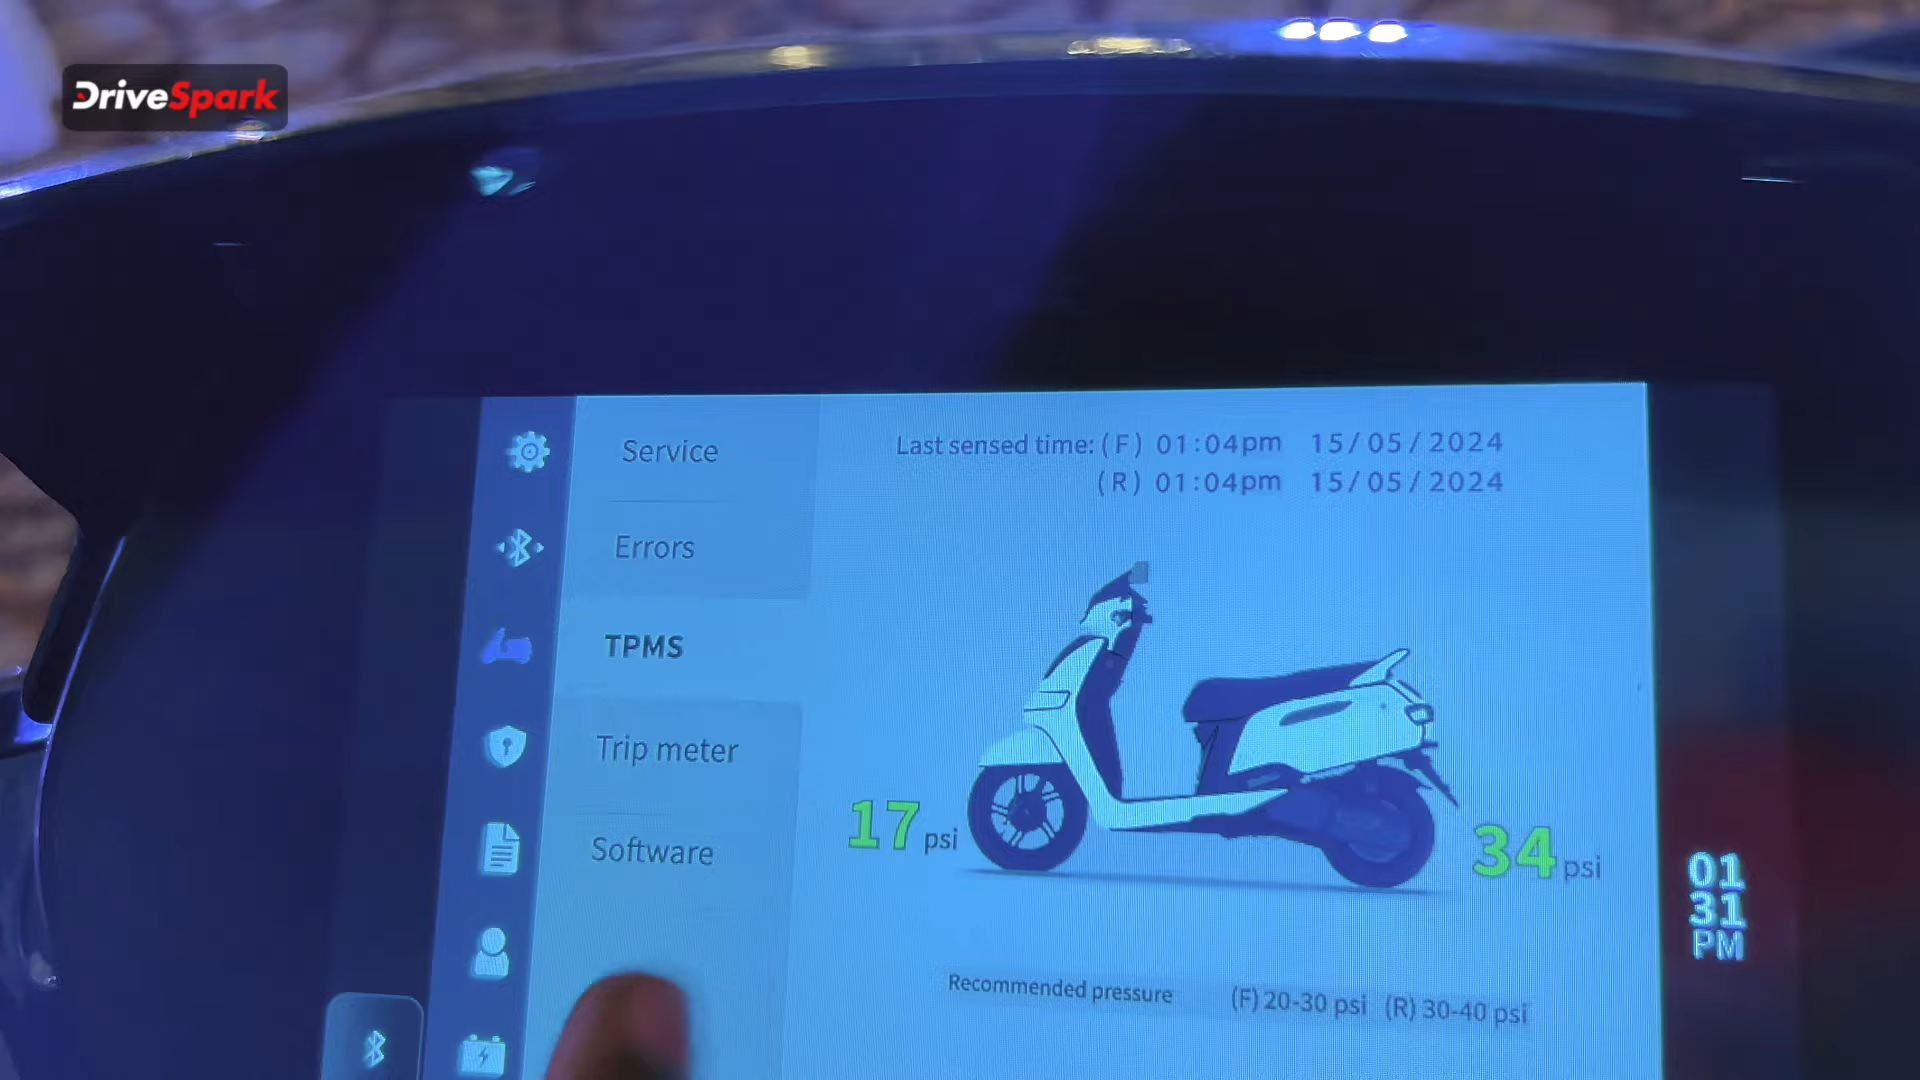 DriveSpark
Service
Errors
TPMS
Trip meter
Software
Last sensed time: (F) 01:04pm 15/05/2024
(R) 01:04pm 15/05/2024
17 psi
34 psi
Recommended pressure (F) 20-30 psi (R) 30-40 psi
01
31
PM